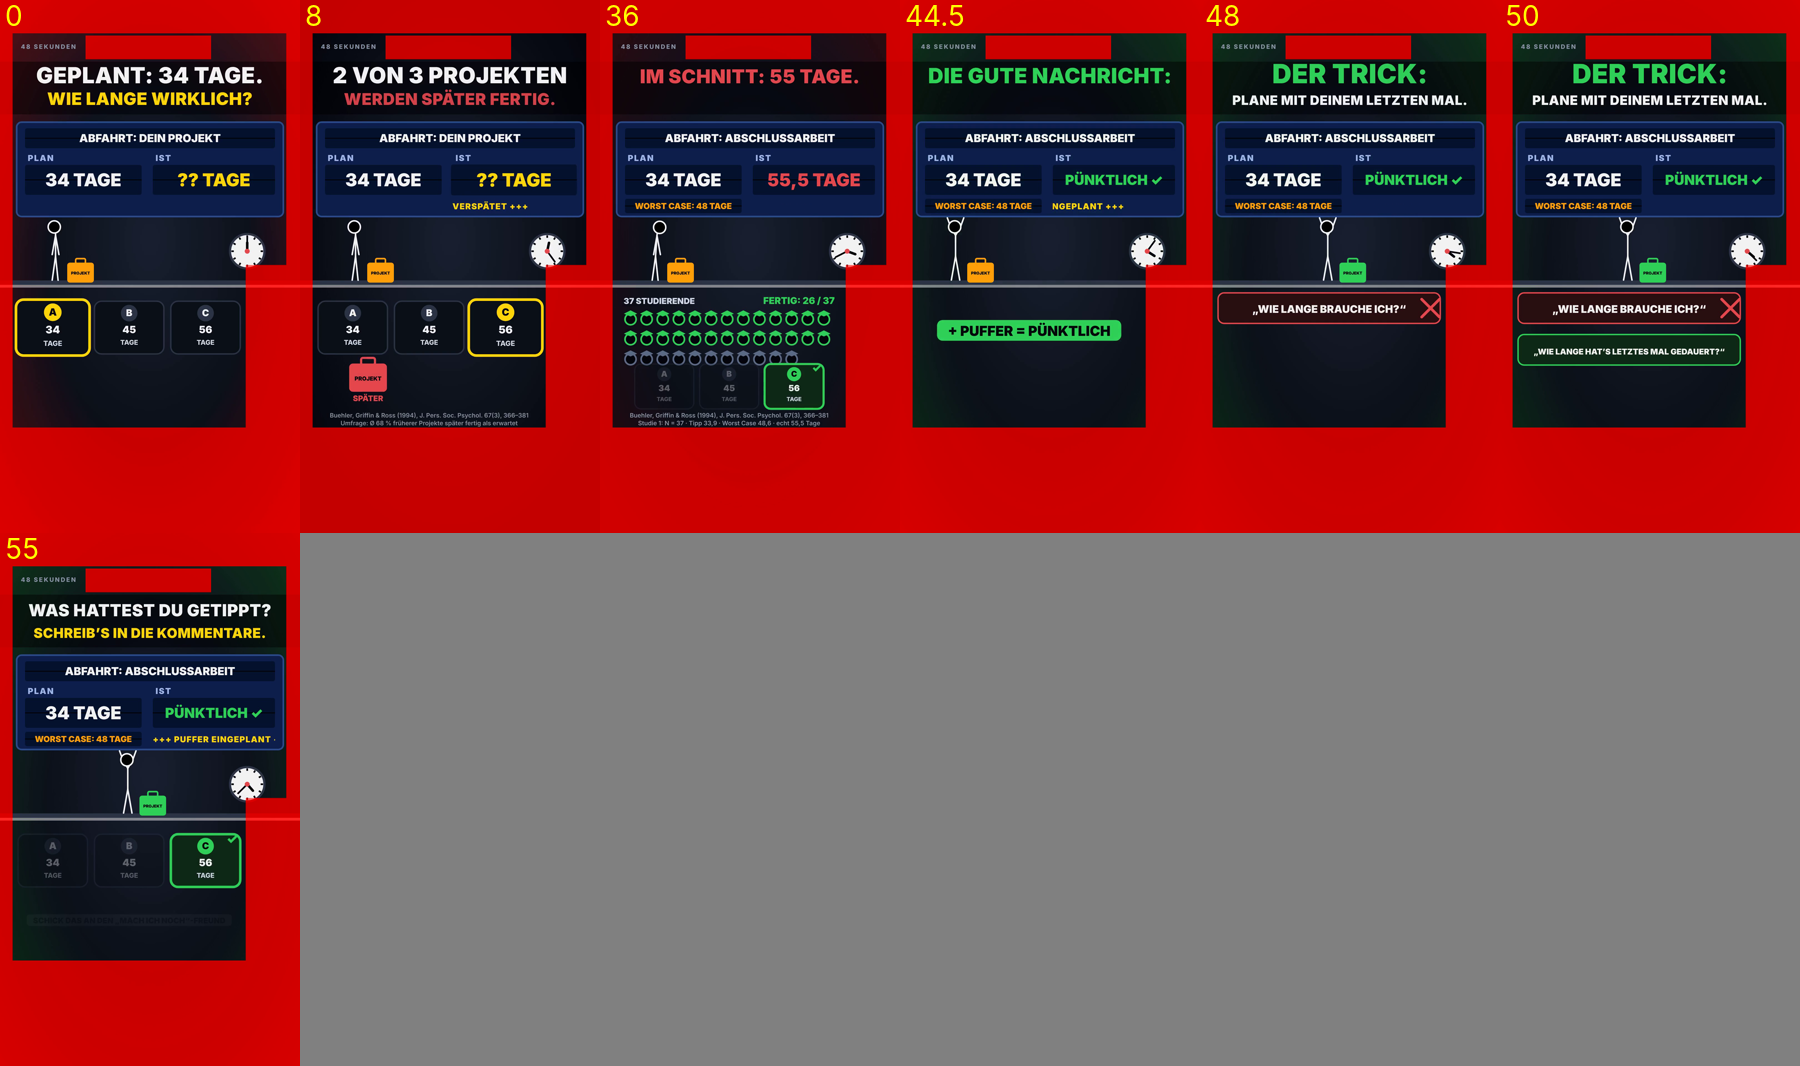 0
48 SEKUNDEN
GEPLANT: 34 TAGE.
WIE LANGE WIRKLICH?
ABFAHRT: DEIN PROJEKT
PLAN IST
34 TAGE ?? TAGE
PROJEKT
A B C
34 45 56
TAGE TAGE TAGE
8
48 SEKUNDEN
2 VON 3 PROJEKTEN
WERDEN SPÄTER FERTIG.
ABFAHRT: DEIN PROJEKT
PLAN IST
34 TAGE ?? TAGE
VERSPÄTET +++
PROJEKT
A B C
34 45 56
TAGE TAGE TAGE
PROJEKT
SPÄTER
Buehler, Griffin & Ross (1994), J. Pers. Soc. Psychol. 67(3), 366–381
Umfrage: Ø 68 % früherer Projekte später fertig als erwartet
36
48 SEKUNDEN
IM SCHNITT: 55 TAGE.
ABFAHRT: ABSCHLUSSARBEIT
PLAN IST
34 TAGE 55,5 TAGE
WORST CASE: 48 TAGE
PROJEKT
37 STUDIERENDE FERTIG: 26 / 37
A B C
34 45 56
TAGE TAGE TAGE
Buehler, Griffin & Ross (1994), J. Pers. Soc. Psychol. 67(3), 366–381
Studie 1: N = 37 · Tipp 33,9 · Worst Case 48,6 · echt 55,5 Tage
44.5
48 SEKUNDEN
DIE GUTE NACHRICHT:
ABFAHRT: ABSCHLUSSARBEIT
PLAN IST
34 TAGE PÜNKTLICH ✓
WORST CASE: 48 TAGE NGEPLANT +++
PROJEKT
+ PUFFER = PÜNKTLICH
48
48 SEKUNDEN
DER TRICK:
PLANE MIT DEINEM LETZTEN MAL.
ABFAHRT: ABSCHLUSSARBEIT
PLAN IST
34 TAGE PÜNKTLICH ✓
WORST CASE: 48 TAGE
PROJEKT
„WIE LANGE BRAUCHE ICH?“
50
48 SEKUNDEN
DER TRICK:
PLANE MIT DEINEM LETZTEN MAL.
ABFAHRT: ABSCHLUSSARBEIT
PLAN IST
34 TAGE PÜNKTLICH ✓
WORST CASE: 48 TAGE
PROJEKT
„WIE LANGE BRAUCHE ICH?“
„WIE LANGE HAT’S LETZTES MAL GEDAUERT?“
55
48 SEKUNDEN
WAS HATTEST DU GETIPPT?
SCHREIB’S IN DIE KOMMENTARE.
ABFAHRT: ABSCHLUSSARBEIT
PLAN IST
34 TAGE PÜNKTLICH ✓
WORST CASE: 48 TAGE +++ PUFFER EINGEPLANT
PROJEKT
A B C
34 45 56
TAGE TAGE TAGE